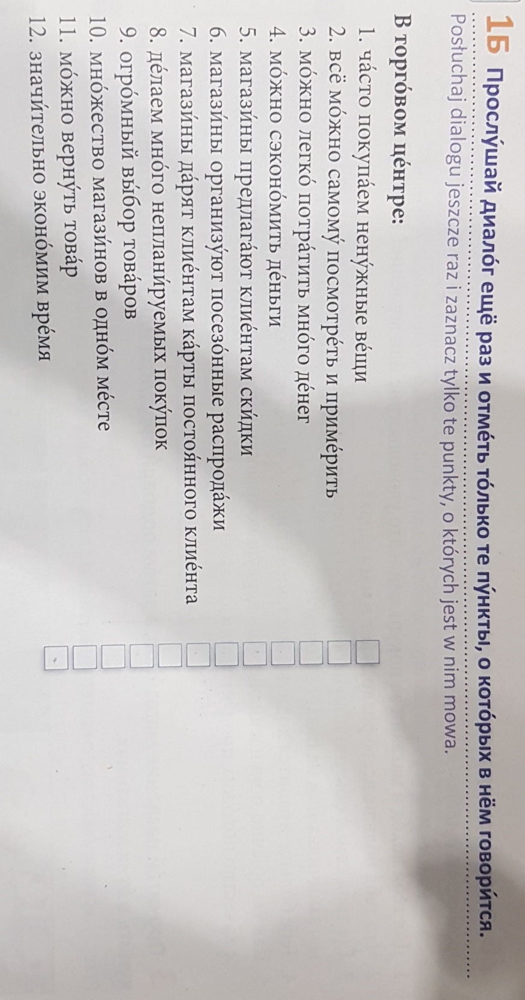 1Б Прослу́шай диало́г ещё раз и отме́ть то́лько те пу́нкты, о кото́рых в нём говори́тся.
Posłuchaj dialogu jeszcze raz i zaznacz tylko te punkty, o których jest w nim mowa.
В торго́вом це́нтре:
1. ча́сто покупа́ем нену́жные ве́щи
2. всё мо́жно самому́ посмотре́ть и приме́рить
3. мо́жно легко́ потра́тить мно́го де́нег
4. мо́жно сэконо́мить де́ньги
5. магази́ны предлага́ют клие́нтам ски́дки
6. магази́ны организу́ют посезо́нные распрода́жи
7. магази́ны да́рят клие́нтам ка́рты постоя́нного клие́нта
8. де́лаем мно́го неплани́руемых поку́пок
9. огро́мный вы́бор това́ров
10. мно́жество магази́нов в одно́м ме́сте
11. мо́жно верну́ть това́р
12. значи́тельно эконо́мим вре́мя